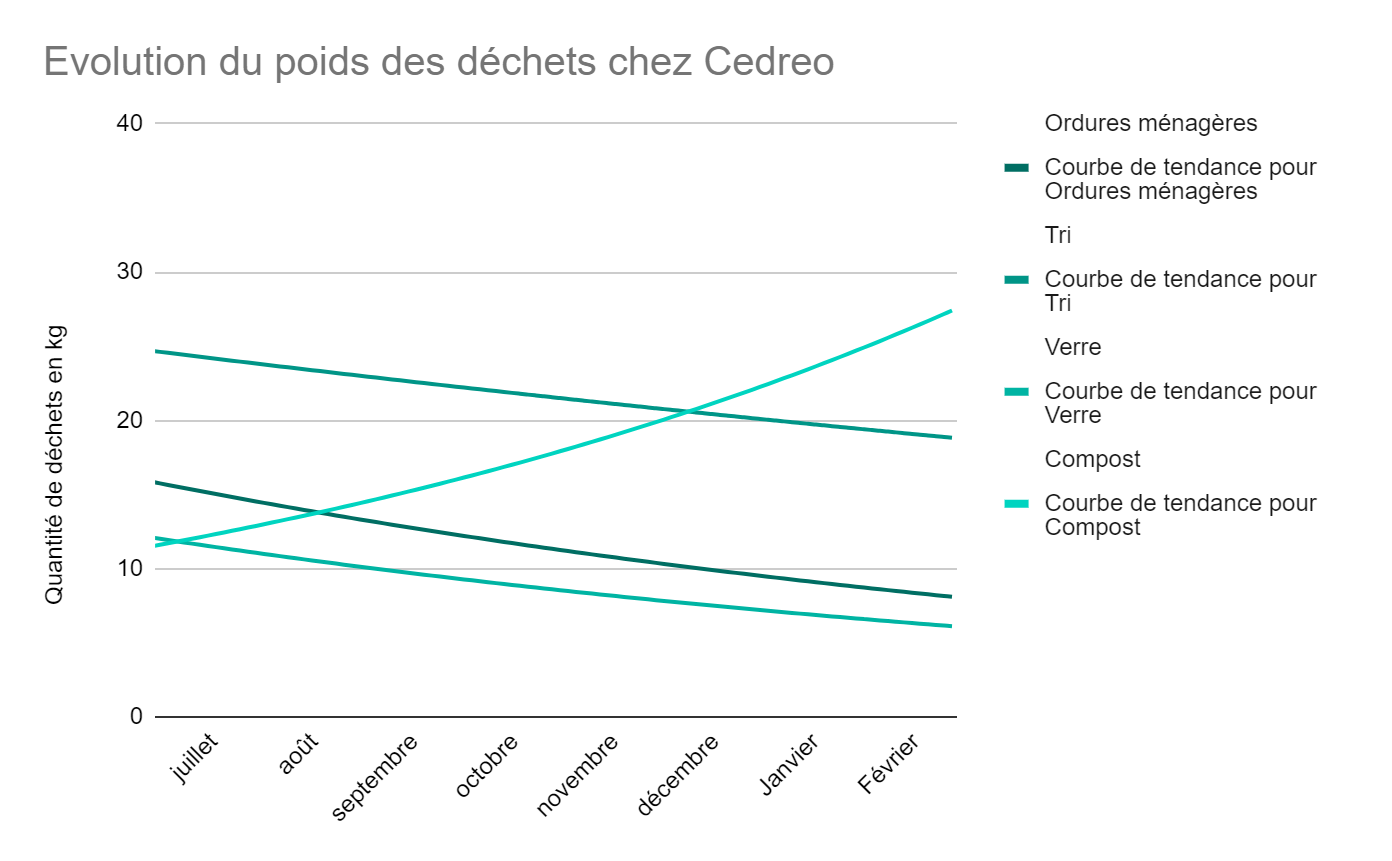 Evolution du poids des déchets chez Cedreo
Quantité de déchets en kg
40
30
20
10
0
juillet
août
septembre
octobre
novembre
décembre
Janvier
Février
Ordures ménagères
Courbe de tendance pour
Ordures ménagères
Tri
Courbe de tendance pour
Tri
Verre
Courbe de tendance pour
Verre
Compost
Courbe de tendance pour
Compost